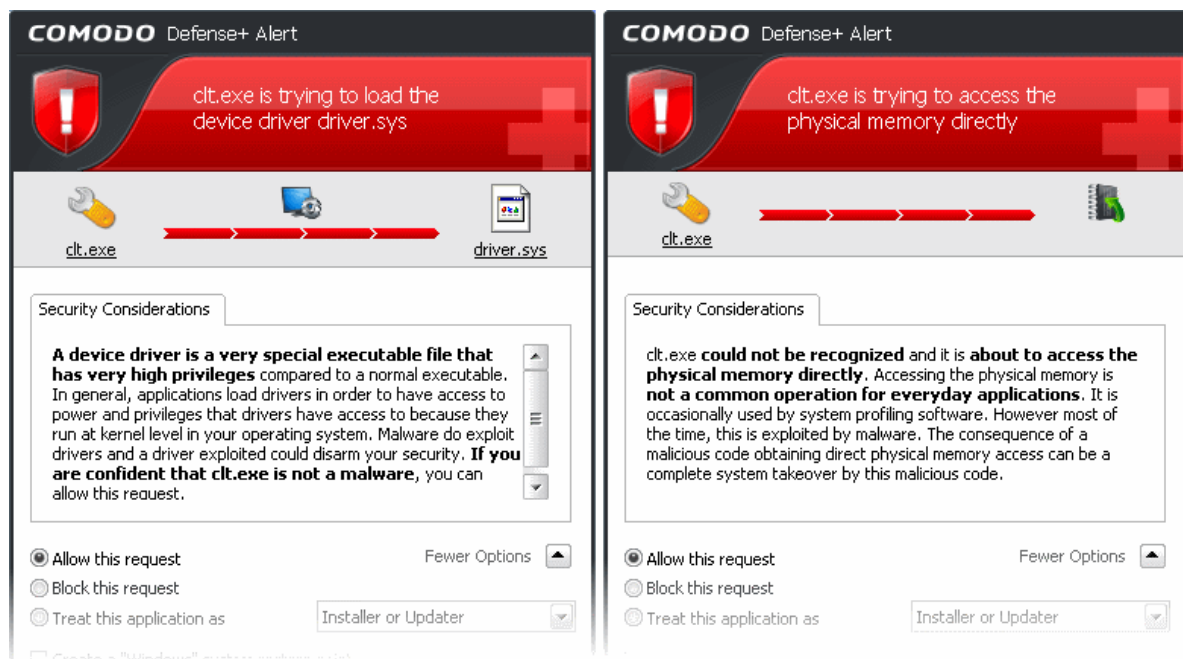 COMODO Defense+ Alert
clt.exe is trying to load the
device driver driver.sys
clt.exe
driver.sys
Security Considerations
A device driver is a very special executable file that
has very high privileges compared to a normal executable.
In general, applications load drivers in order to have access to
power and privileges that drivers have access to because they
run at kernel level in your operating system. Malware do exploit
drivers and a driver exploited could disarm your security. If you
are confident that clt.exe is not a malware, you can
allow this request.
Allow this request
Fewer Options
Block this request
Treat this application as
Installer or Updater
Create a "Windows" system restore point
COMODO Defense+ Alert
clt.exe is trying to access the
physical memory directly
clt.exe
Security Considerations
clt.exe could not be recognized and it is about to access the
physical memory directly. Accessing the physical memory is
not a common operation for everyday applications. It is
occasionally used by system profiling software. However most of
the time, this is exploited by malware. The consequence of a
malicious code obtaining direct physical memory access can be a
complete system takeover by this malicious code.
Allow this request
Fewer Options
Block this request
Treat this application as
Installer or Updater